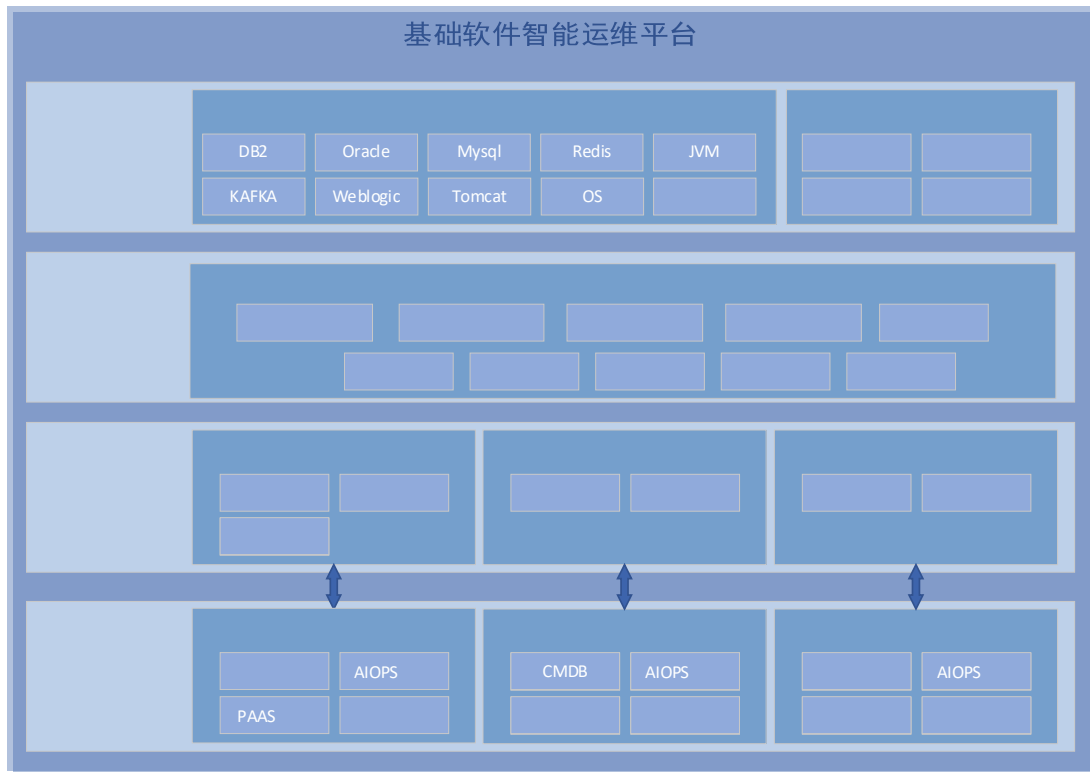 基础软件智能运维平台
DB2 Oracle Mysql Redis JVM
KAFKA Weblogic Tomcat OS
AIOPS CMDB AIOPS AIOPS
PAAS